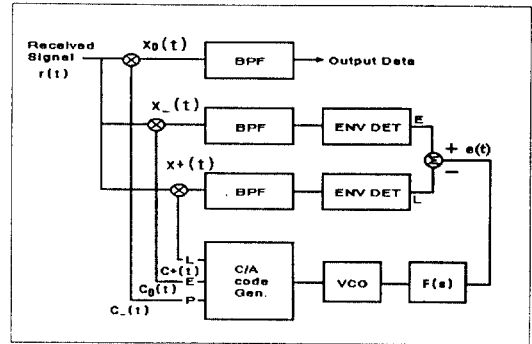 Received
Signal
r(t)
X₀(t)
BPF
Output Data
X_(t)
BPF
ENV DET
E
+ e(t)
Σ
−
X+(t)
BPF
ENV DET
L
L
C+(t)
E
C₀(t)
P
C_(t)
C/A
code
Gen.
VCO
F(s)